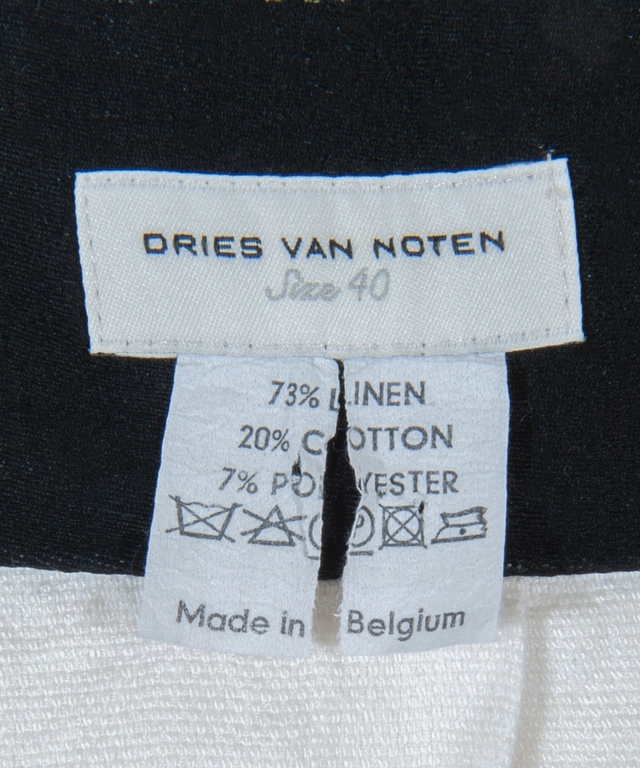 DRIES VAN NOTEN
Size 40
73% LINEN
20% COTTON
7% POLYESTER
Made in Belgium